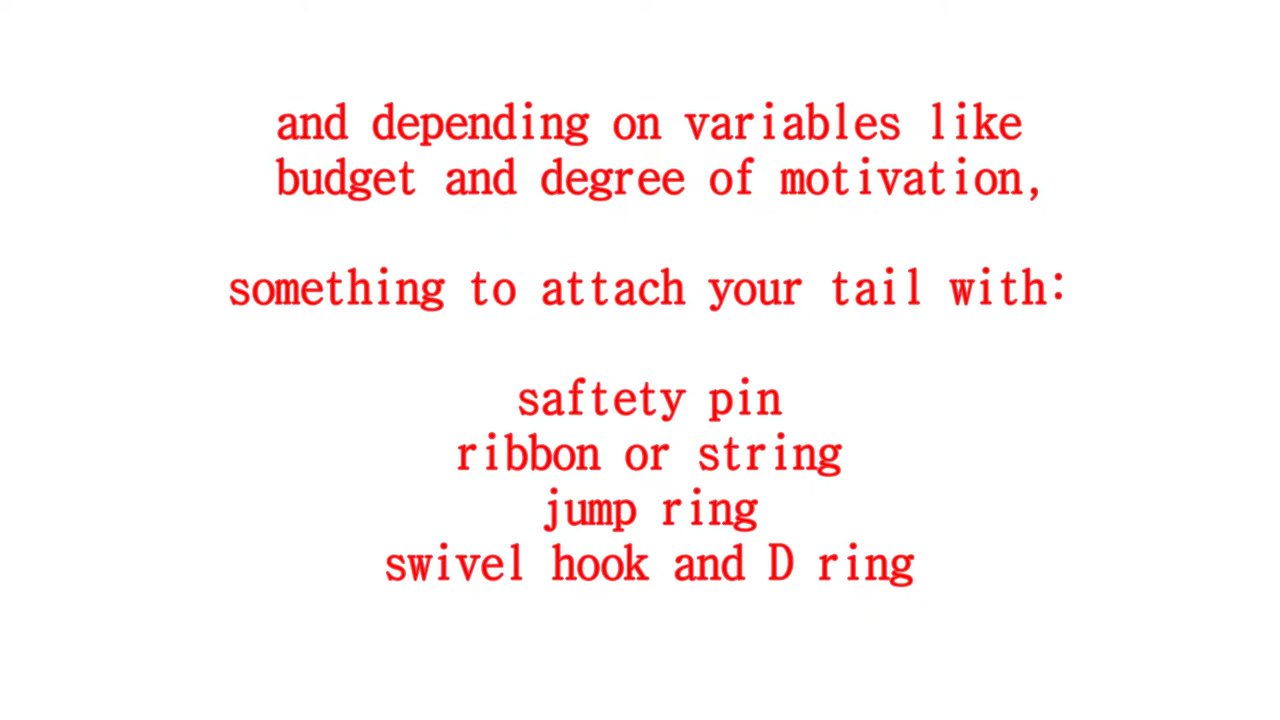 and depending on variables like
budget and degree of motivation,
something to attach your tail with:
saftety pin
ribbon or string
jump ring
swivel hook and D ring